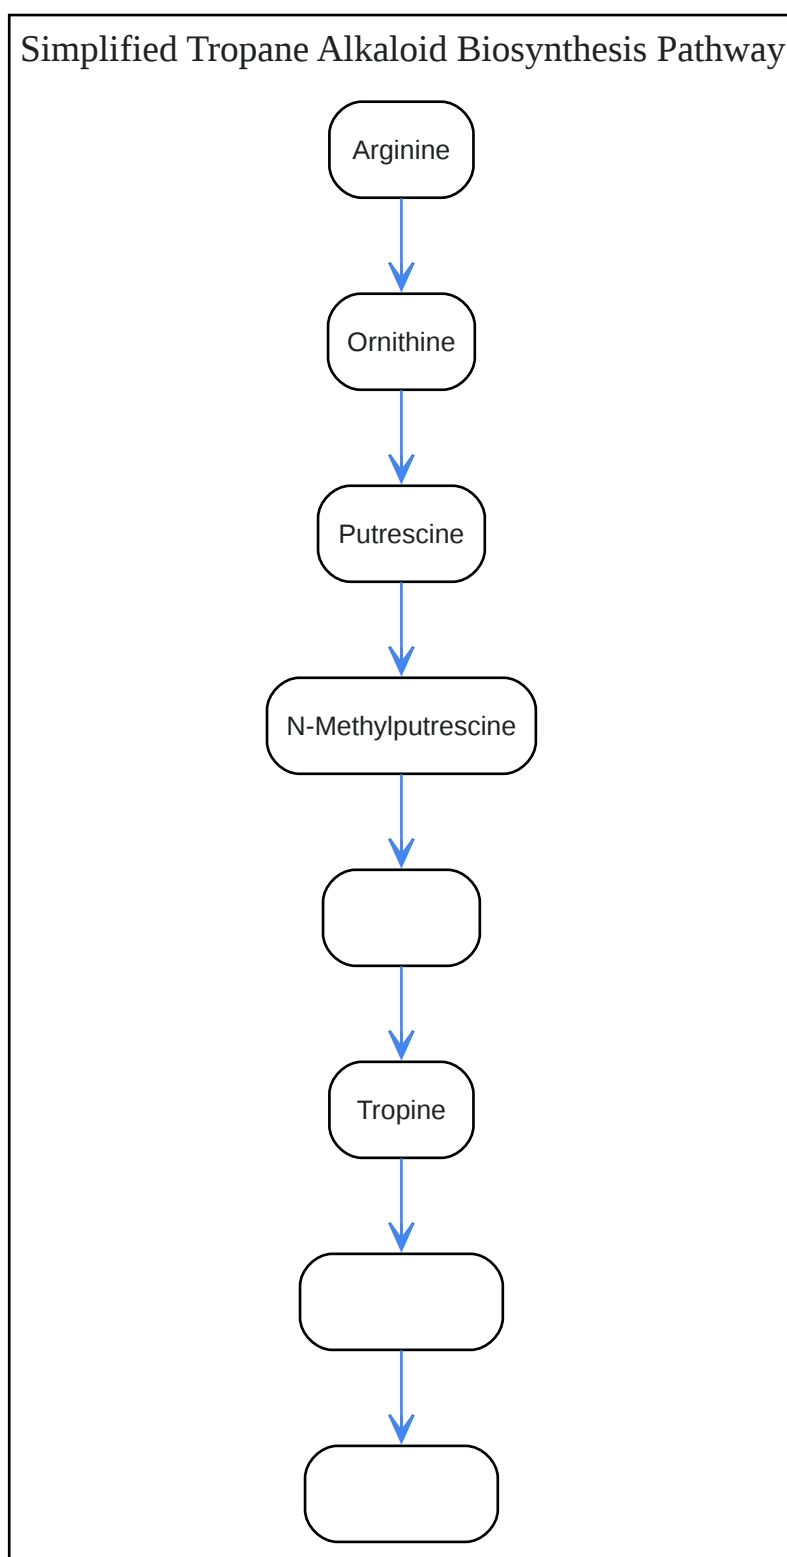 Simplified Tropane Alkaloid Biosynthesis Pathway
Arginine
Ornithine
Putrescine
N-Methylputrescine
Tropine